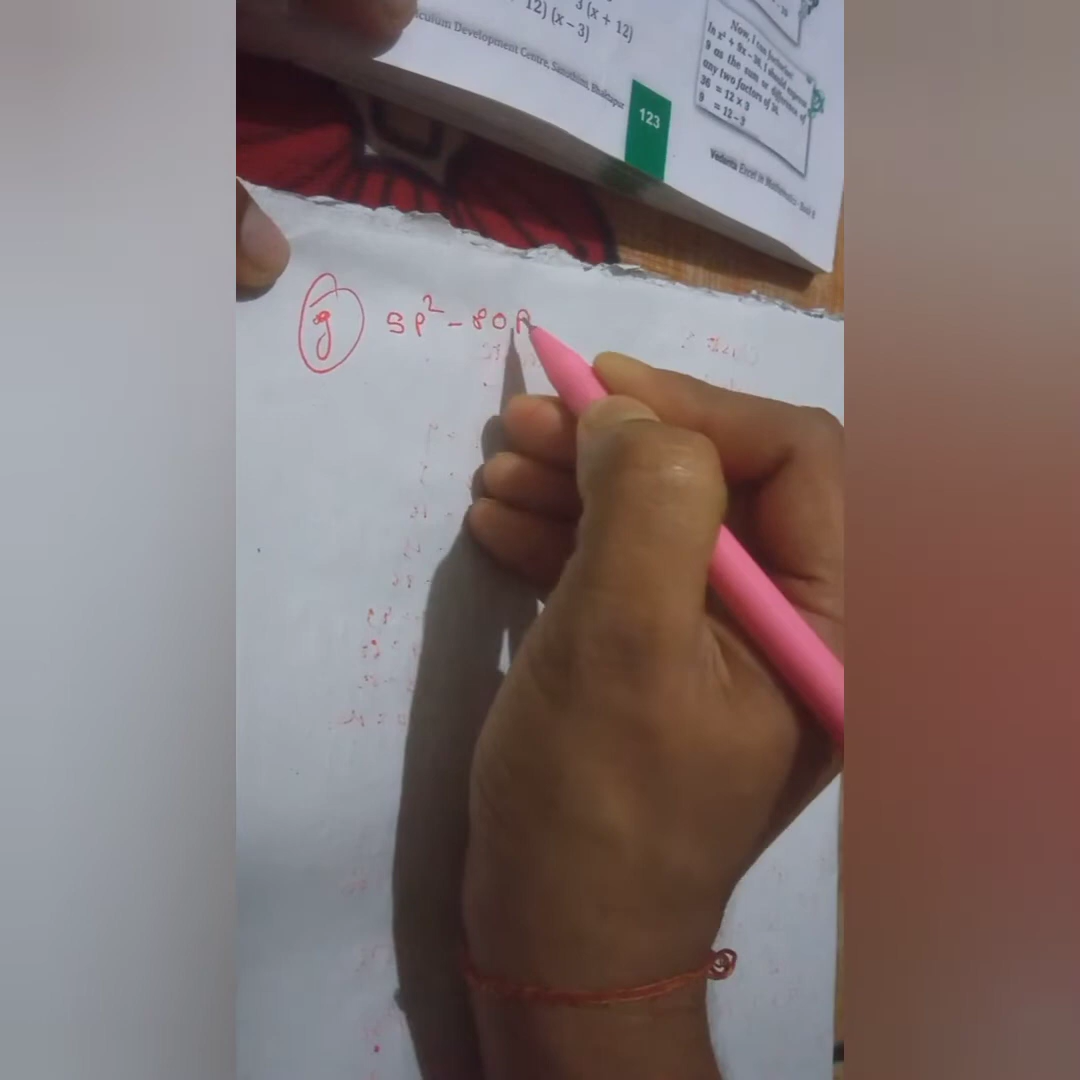 3(x + 12)
12) (x – 3)
Curriculum Development Centre, Sanothimi, Bhaktapur
123
Now, I can factorise!
In x² + 9x – 36, I should express
9 as the sum or difference of
any two factors of 36.
36 = 12 × 3
9 = 12 – 3
Vedanta Excel in Mathematics - Book 8
g 5p² – 80p